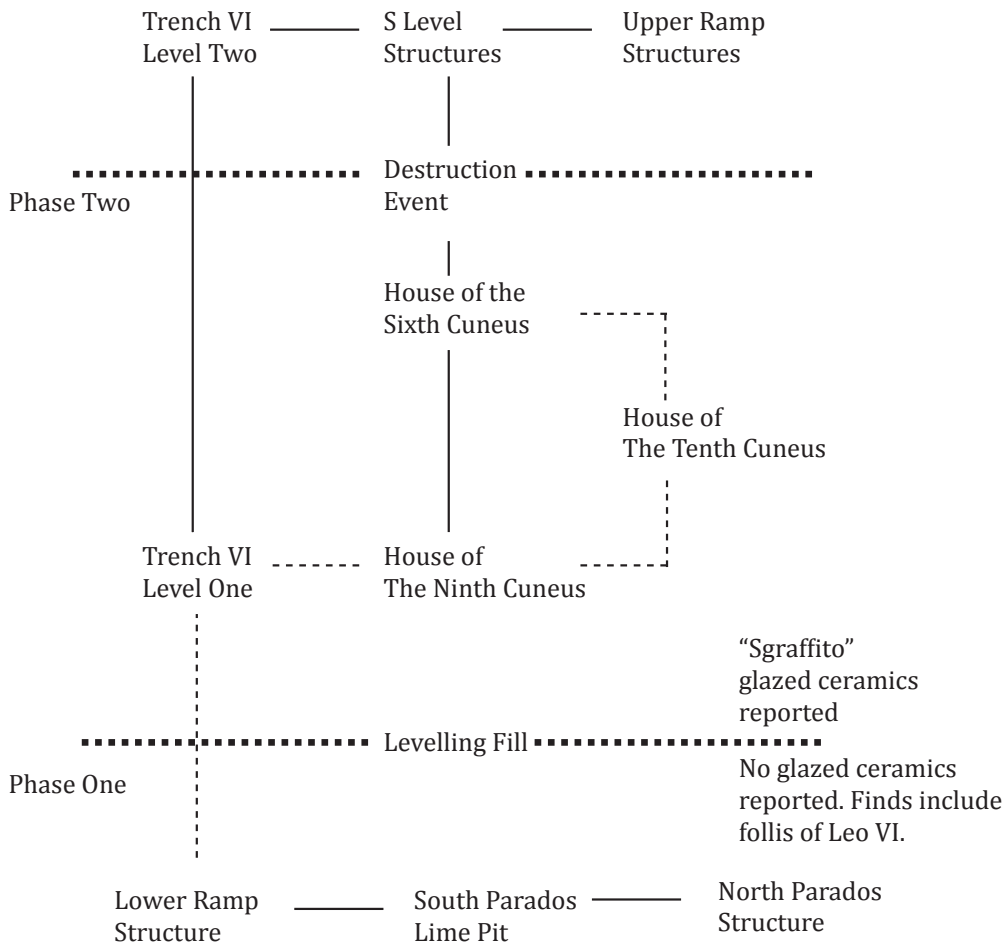 Trench VI
Level Two
S Level
Structures
Upper Ramp
Structures
Destruction
Event
Phase Two
House of the
Sixth Cuneus
House of
The Tenth Cuneus
Trench VI
Level One
House of
The Ninth Cuneus
“Sgraffito”
glazed ceramics
reported
Levelling Fill
Phase One
No glazed ceramics
reported. Finds include
follis of Leo VI.
Lower Ramp
Structure
South Parados
Lime Pit
North Parados
Structure